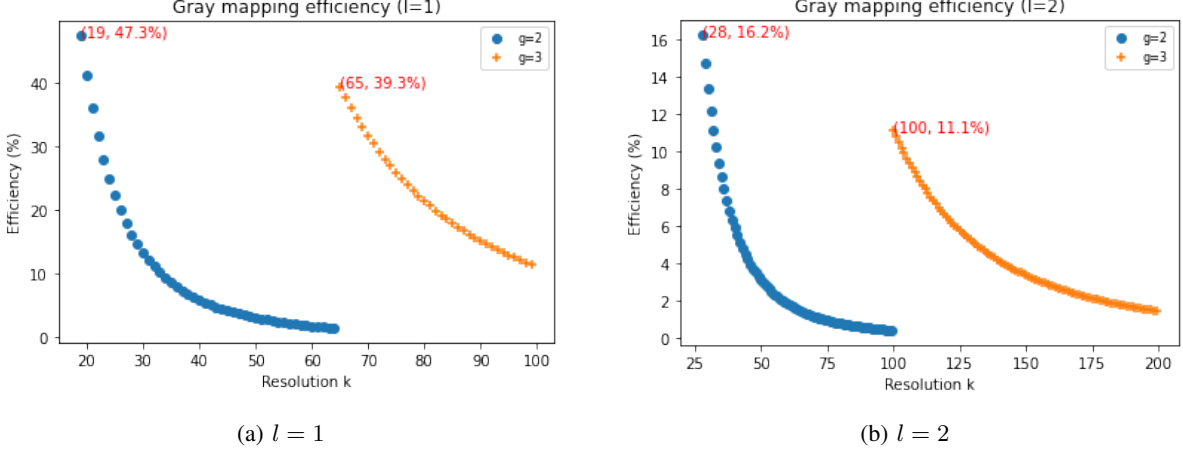 Gray mapping efficiency (l=1)
(19, 47.3%)
g=2
g=3
(65, 39.3%)
40
30
20
10
0
Efficiency (%)
20 30 40 50 60 70 80 90 100
Resolution k
(a) l = 1
Gray mapping efficiency (l=2)
(28, 16.2%)
g=2
g=3
(100, 11.1%)
16
14
12
10
8
6
4
2
0
Efficiency (%)
25 50 75 100 125 150 175 200
Resolution k
(b) l = 2